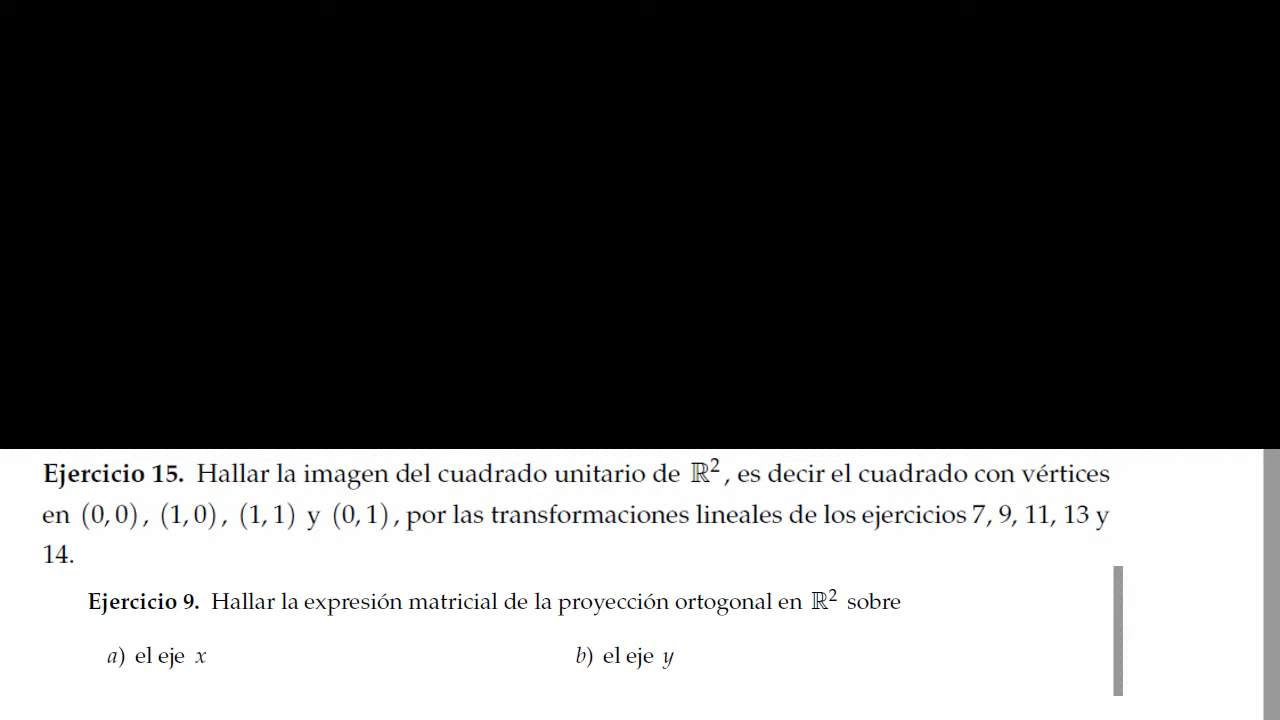 Ejercicio 15. Hallar la imagen del cuadrado unitario de ℝ², es decir el cuadrado con vértices
en (0,0), (1,0), (1,1) y (0,1), por las transformaciones lineales de los ejercicios 7, 9, 11, 13 y
14.
Ejercicio 9. Hallar la expresión matricial de la proyección ortogonal en ℝ² sobre
a) el eje x b) el eje y